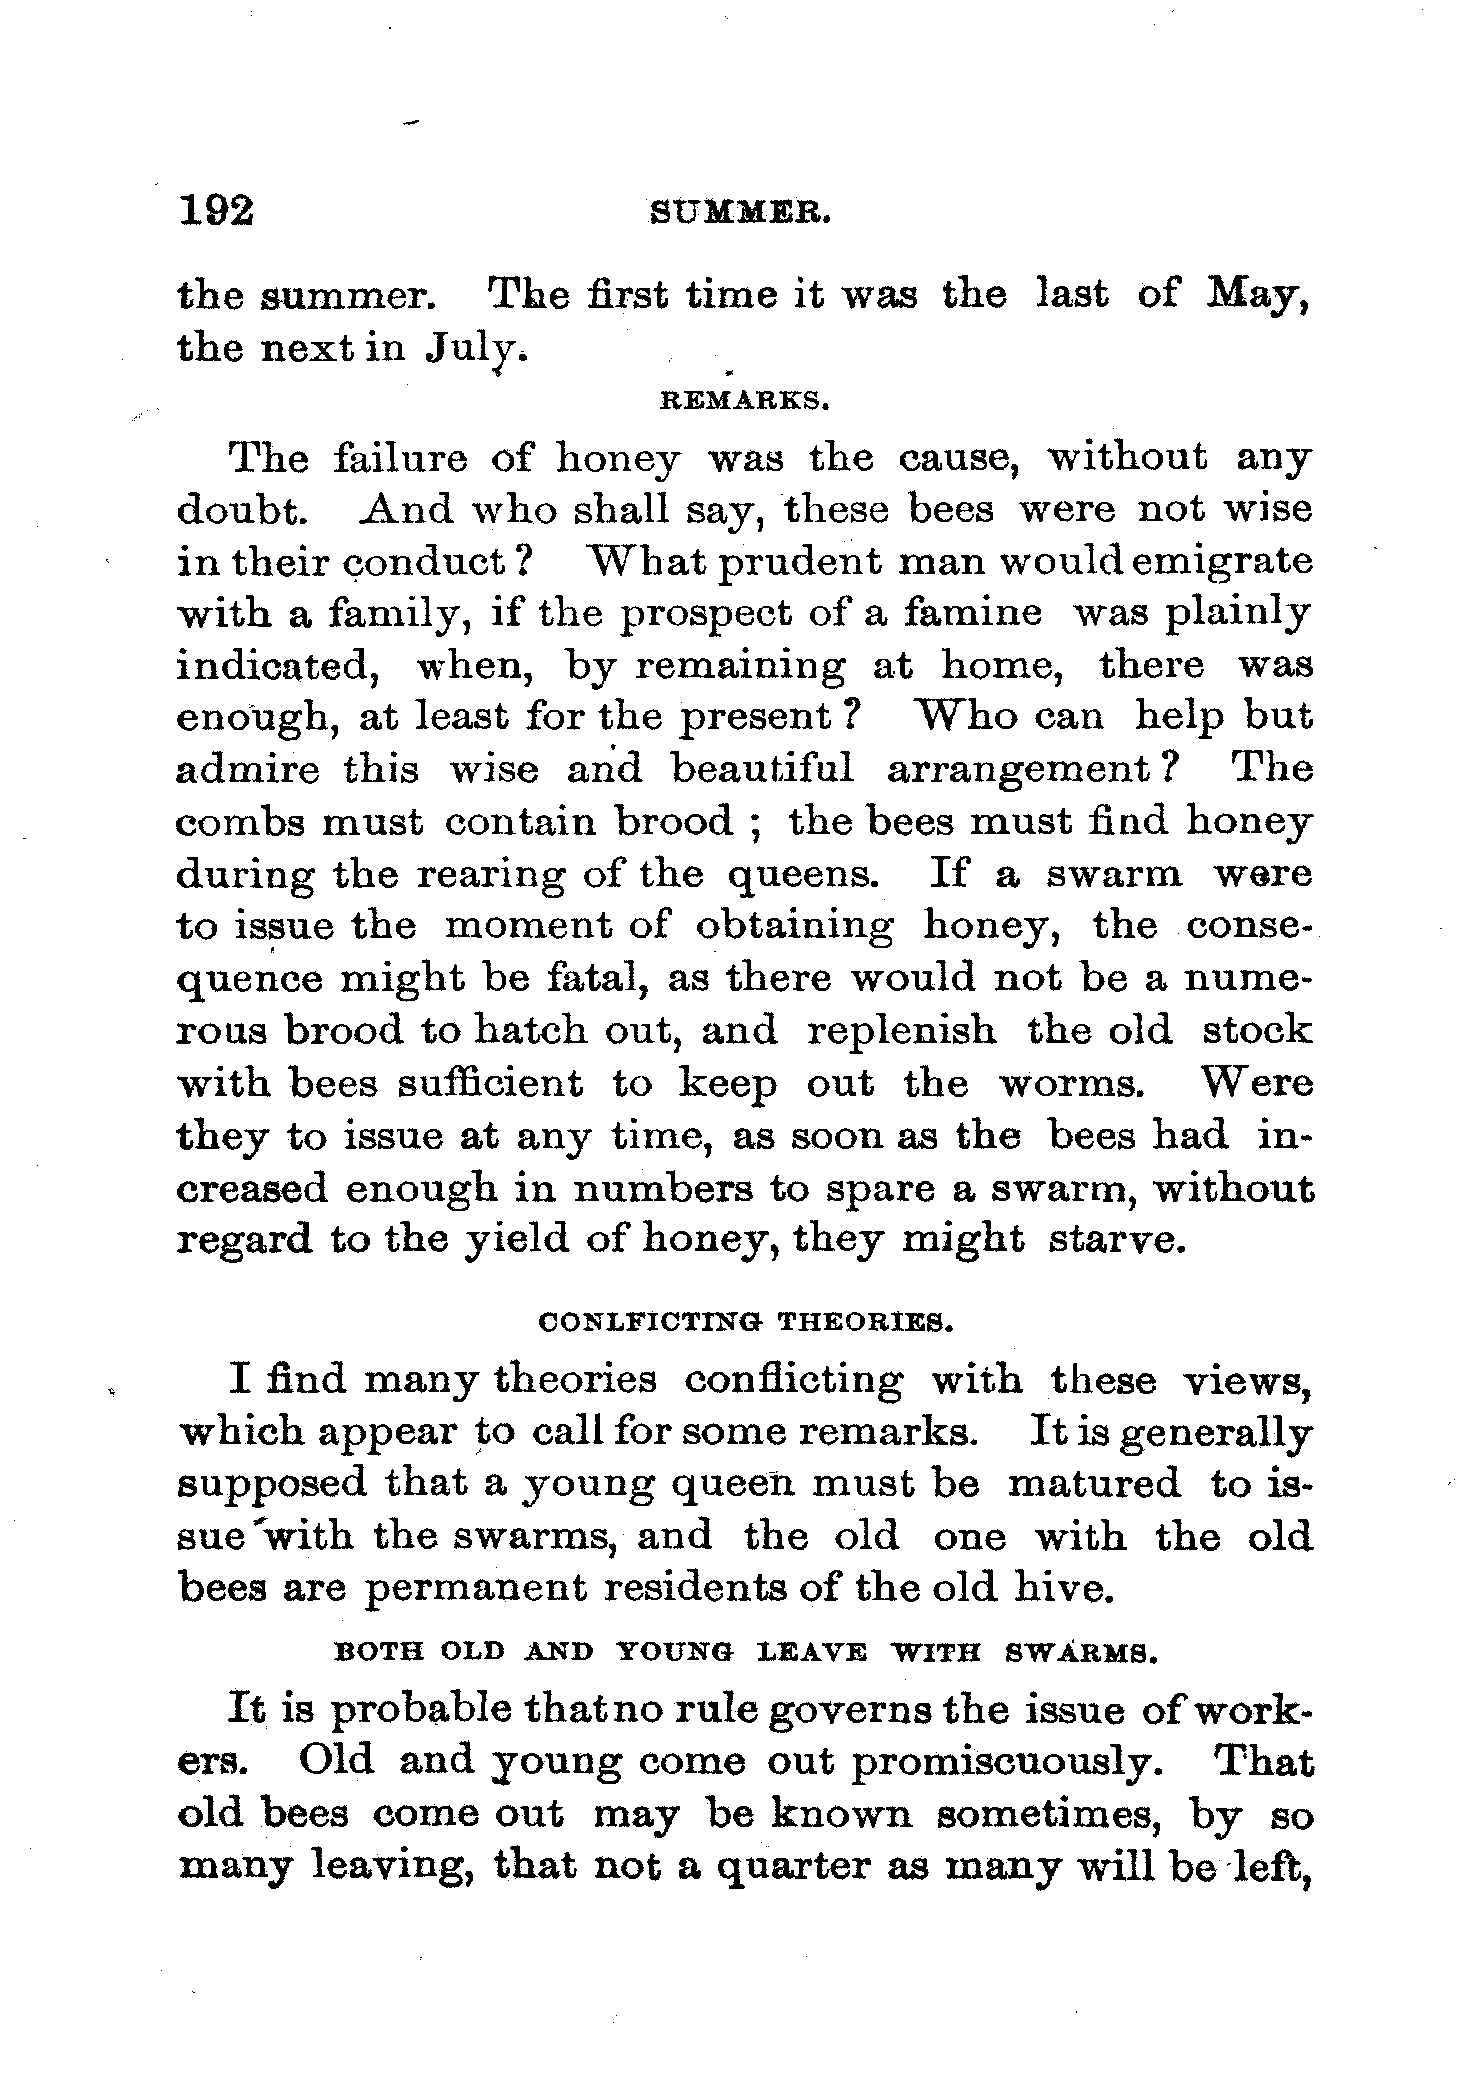 192 SUMMER.
the summer. The first time it was the last of May,
the next in July.
REMARKS.
The failure of honey was the cause, without any
doubt. And who shall say, these bees were not wise
in their conduct? What prudent man would emigrate
with a family, if the prospect of a famine was plainly
indicated, when, by remaining at home, there was
enough, at least for the present? Who can help but
admire this wise and beautiful arrangement? The
combs must contain brood; the bees must find honey
during the rearing of the queens. If a swarm were
to issue the moment of obtaining honey, the conse-
quence might be fatal, as there would not be a nume-
rous brood to hatch out, and replenish the old stock
with bees sufficient to keep out the worms. Were
they to issue at any time, as soon as the bees had in-
creased enough in numbers to spare a swarm, without
regard to the yield of honey, they might starve.
CONLFICTING THEORIES.
I find many theories conflicting with these views,
which appear to call for some remarks. It is generally
supposed that a young queen must be matured to is-
sue with the swarms, and the old one with the old
bees are permanent residents of the old hive.
BOTH OLD AND YOUNG LEAVE WITH SWARMS.
It is probable that no rule governs the issue of work-
ers. Old and young come out promiscuously. That
old bees come out may be known sometimes, by so
many leaving, that not a quarter as many will be left,